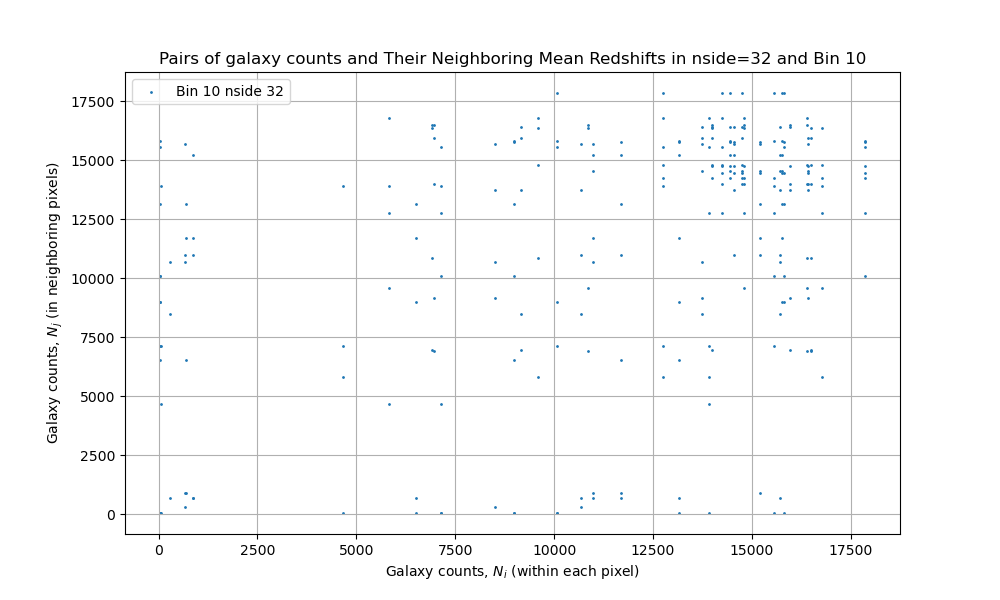 Pairs of galaxy counts and Their Neighboring Mean Redshifts in nside=32 and Bin 10
Bin 10 nside 32
17500
15000
12500
10000
7500
5000
2500
0
Galaxy counts, N_j (in neighboring pixels)
0 2500 5000 7500 10000 12500 15000 17500
Galaxy counts, N_i (within each pixel)